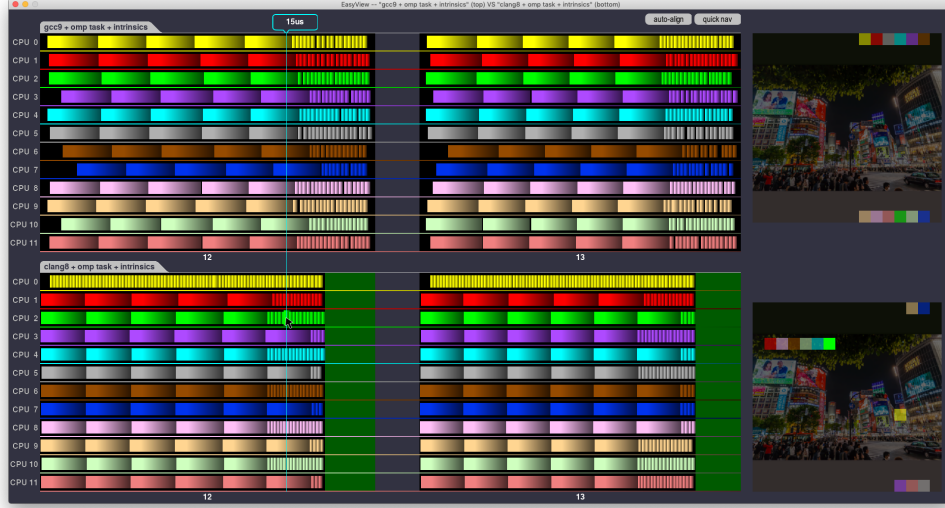 EasyView -- "gcc9 + omp task + intrinsics" (top) VS "clang8 + omp task + intrinsics" (bottom)
15us
auto-align
quick nav
gcc9 + omp task + intrinsics
CPU 0
CPU 1
CPU 2
CPU 3
CPU 4
CPU 5
CPU 6
CPU 7
CPU 8
CPU 9
CPU 10
CPU 11
12 13
clang8 + omp task + intrinsics
CPU 0
CPU 1
CPU 2
CPU 3
CPU 4
CPU 5
CPU 6
CPU 7
CPU 8
CPU 9
CPU 10
CPU 11
12 13